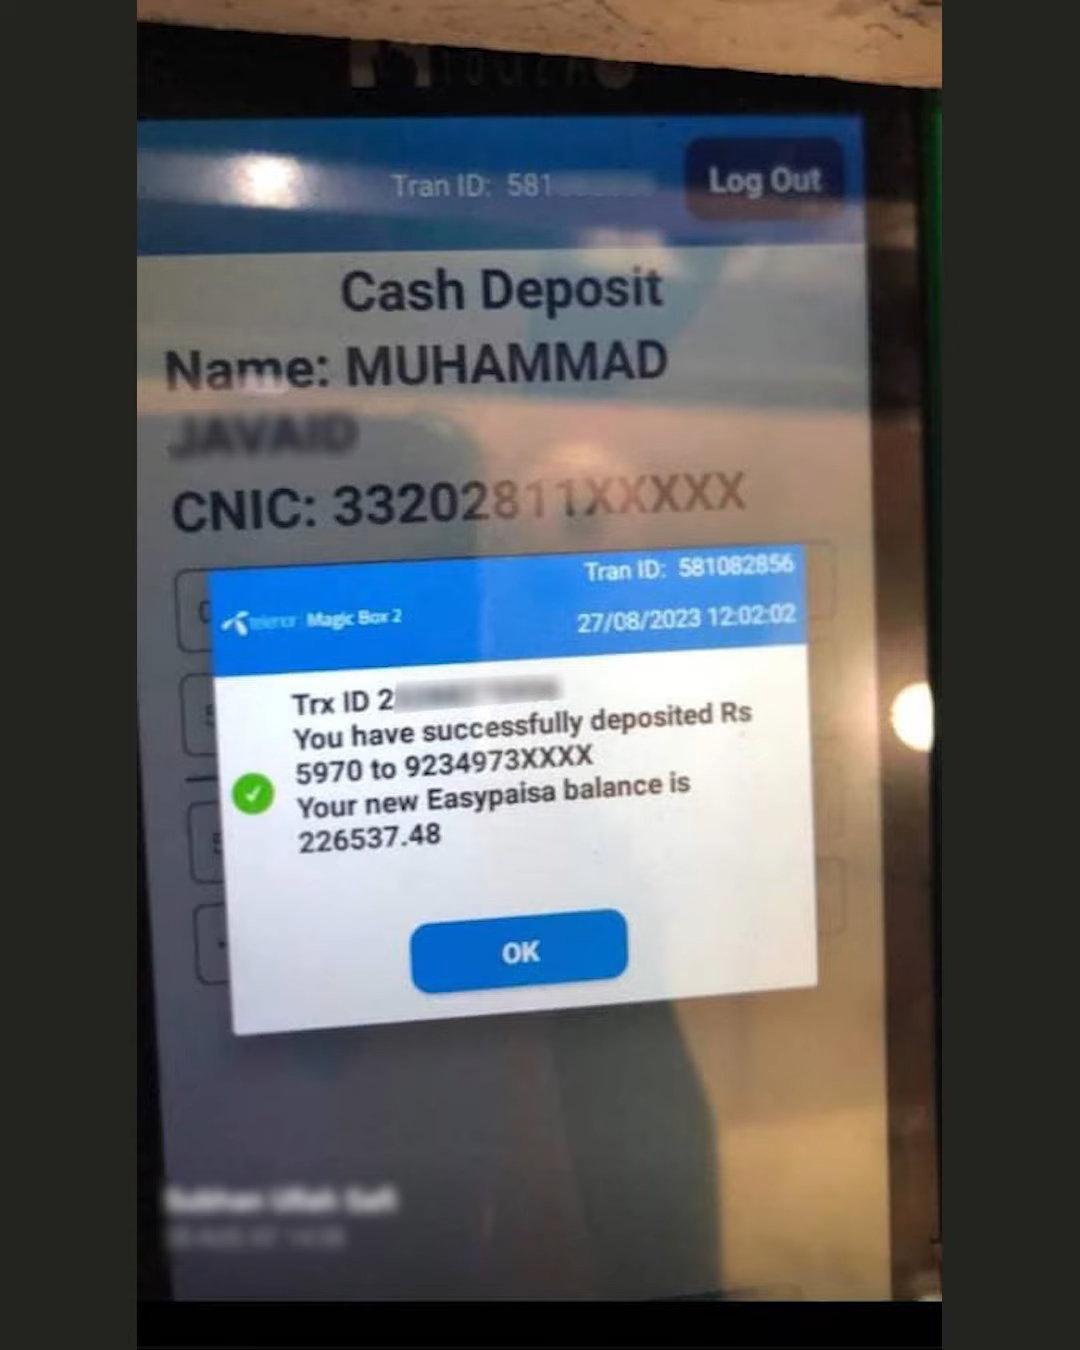 Tran ID: 581
Log Out
Cash Deposit
Name: MUHAMMAD
JAVAID
CNIC: 33202811XXXXX
Tran ID: 581082856
telenor Magic Box 2
27/08/2023 12:02:02
Trx ID 2
You have successfully deposited Rs
5970 to 9234973XXXX
Your new Easypaisa balance is
226537.48
OK